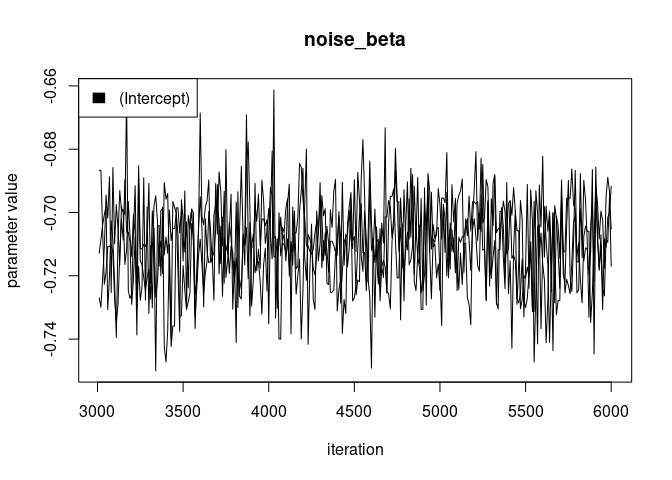 noise_beta
(Intercept)
parameter value
-0.66
-0.68
-0.70
-0.72
-0.74
3000 3500 4000 4500 5000 5500 6000
iteration